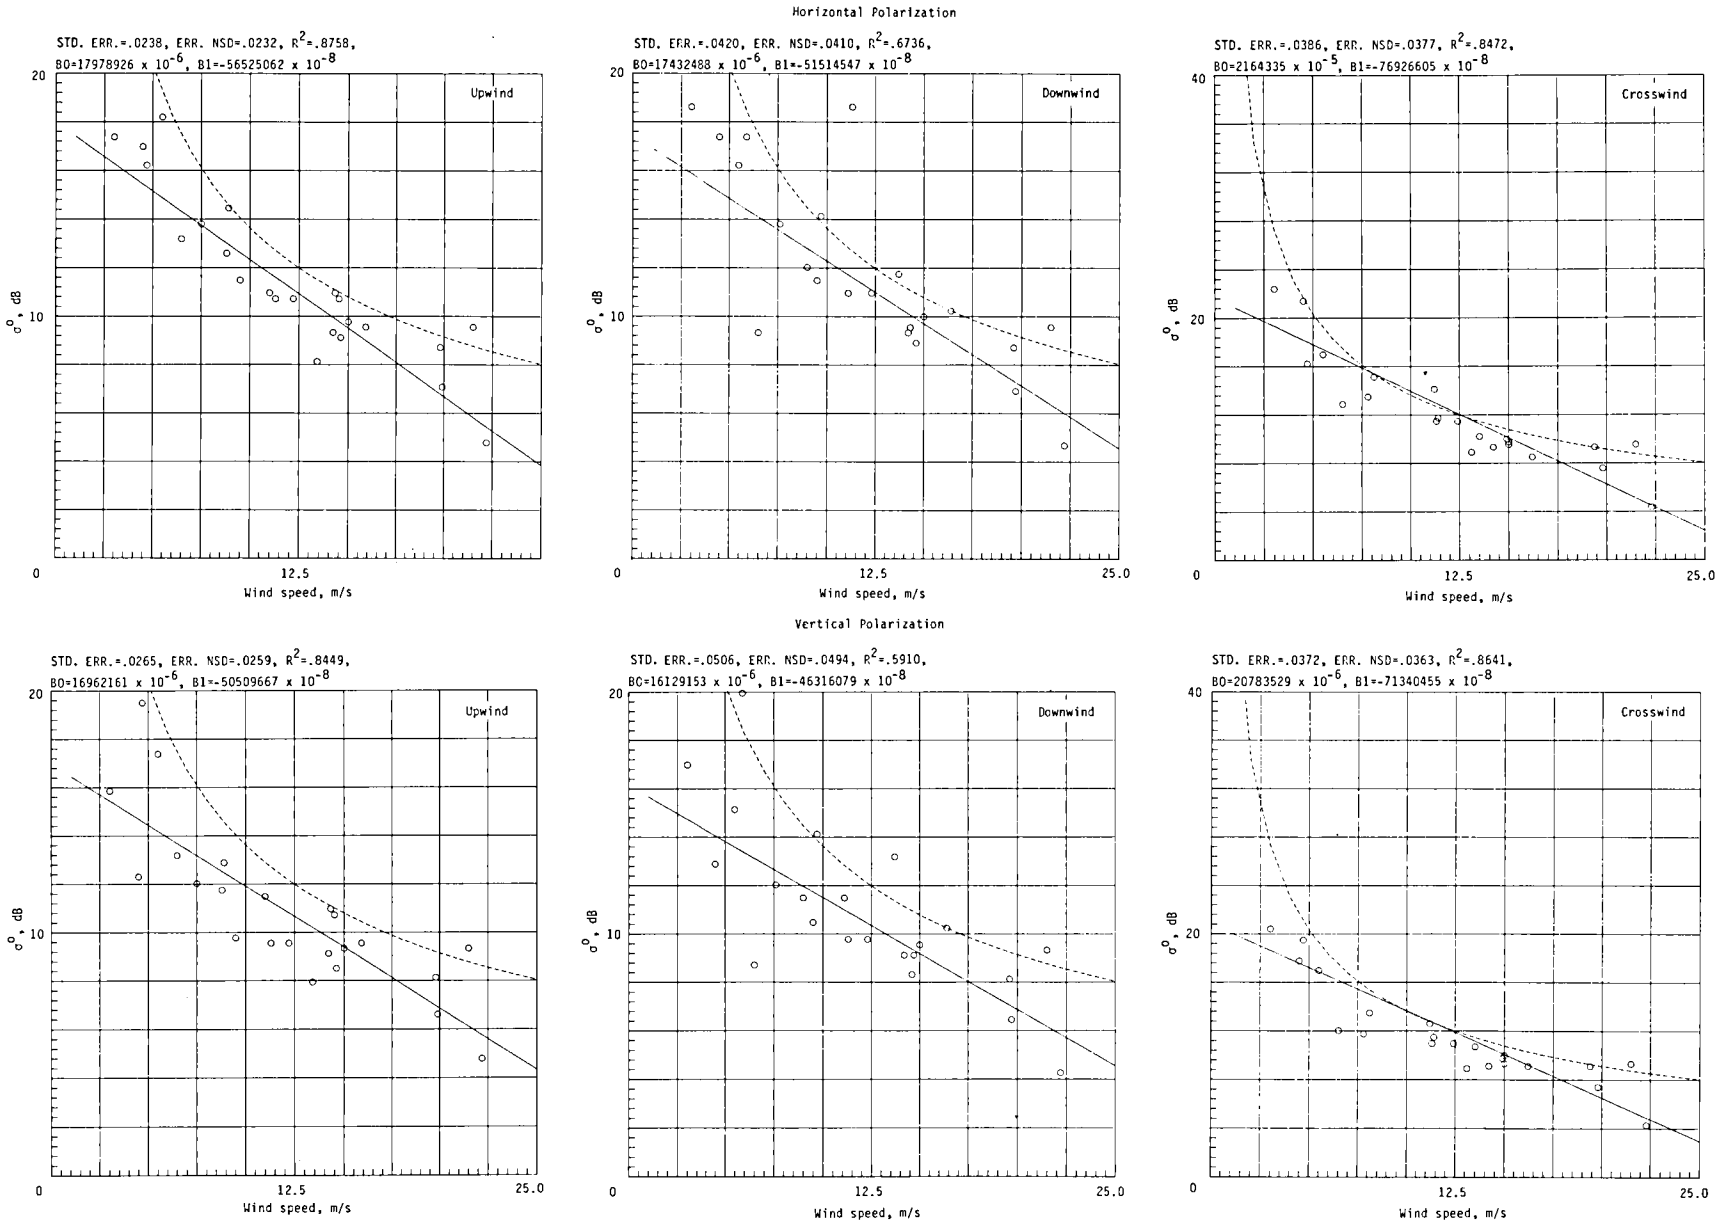 Horizontal Polarization
STD. ERR.=.0238, ERR. NSD=.0232, R²=.8758,
B0=17978926 x 10⁻⁶, B1=-56525062 x 10⁻⁸
20
Upwind
σ⁰, dB
10
0
12.5
Wind speed, m/s
STD. ERR.=.0420, ERR. NSD=.0410, R²=.6736,
B0=17432488 x 10⁻⁶, B1=-51514547 x 10⁻⁸
20
Downwind
σ⁰, dB
10
0
12.5
25.0
Wind speed, m/s
STD. ERR.=.0386, ERR. NSD=.0377, R²=.8472,
B0=2164335 x 10⁻⁵, B1=-76926605 x 10⁻⁸
40
Crosswind
σ⁰, dB
20
0
12.5
25.0
Wind speed, m/s
Vertical Polarization
STD. ERR.=.0265, ERR. NSD=.0259, R²=.8449,
B0=16962161 x 10⁻⁶, B1=-50509667 x 10⁻⁸
20
Upwind
σ⁰, dB
10
0
12.5
25.0
Wind speed, m/s
STD. ERR.=.0506, ERR. NSD=.0494, R²=.5910,
B0=16129153 x 10⁻⁶, B1=-46316079 x 10⁻⁸
20
Downwind
σ⁰, dB
10
0
12.5
25.0
Wind speed, m/s
STD. ERR.=.0372, ERR. NSD=.0363, R²=.8641,
B0=20783529 x 10⁻⁶, B1=-71340455 x 10⁻⁸
40
Crosswind
σ⁰, dB
20
0
12.5
25.0
Wind speed, m/s